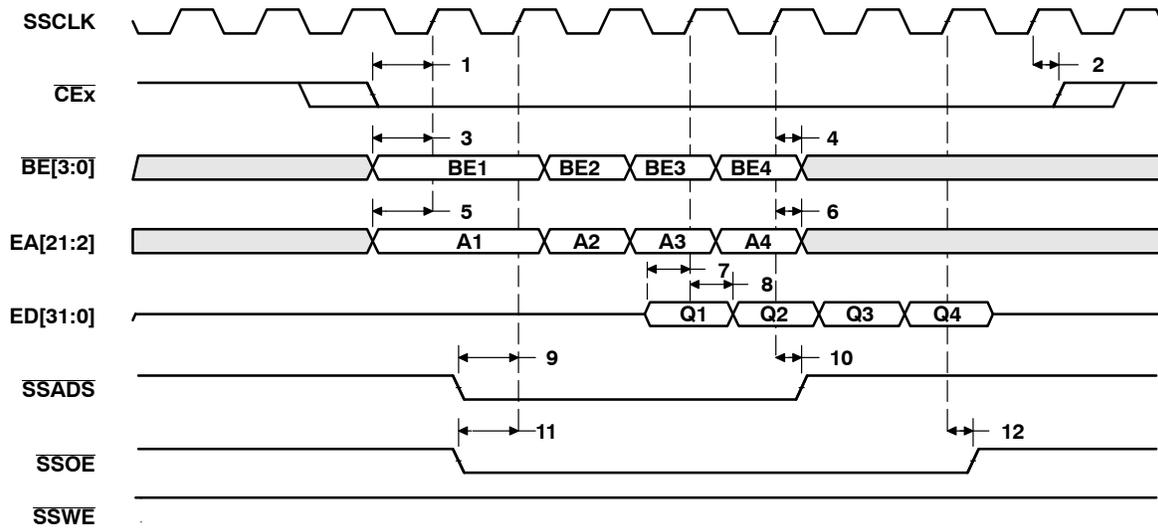 SSCLK
1
2
CEx
3
4
BE[3:0]
BE1 BE2 BE3 BE4
5
6
EA[21:2]
A1 A2 A3 A4
7
8
ED[31:0]
Q1 Q2 Q3 Q4
9
10
SSADS
11
12
SSOE
SSWE